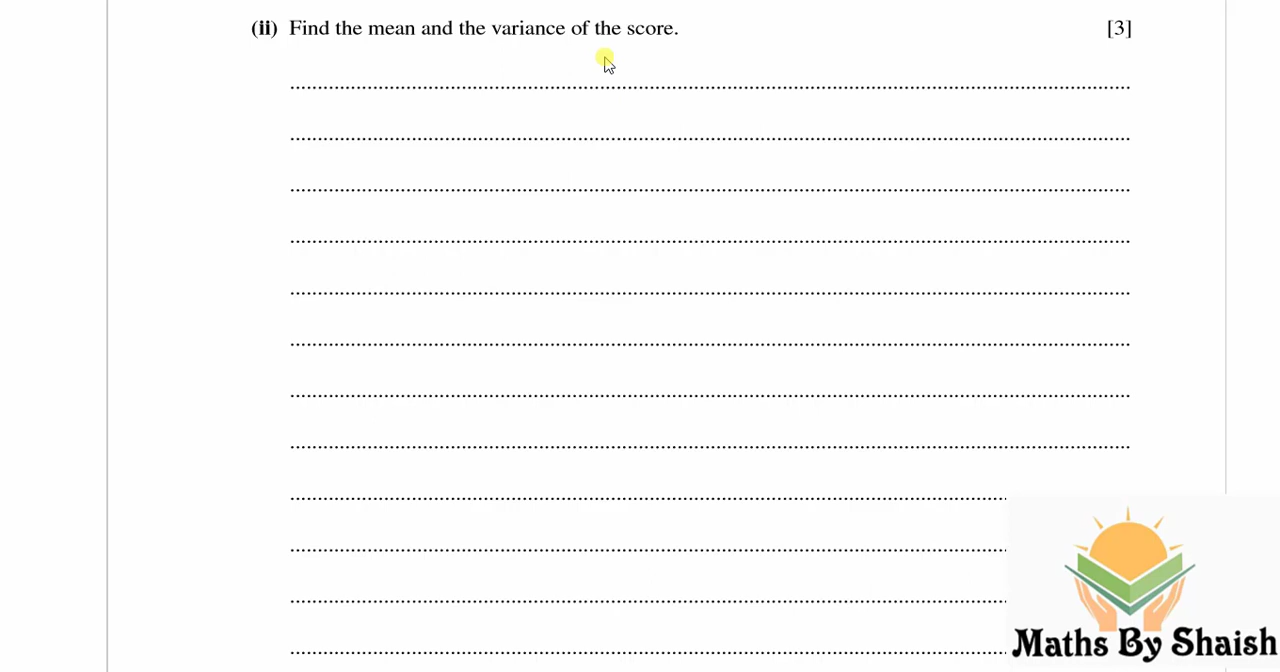 (ii) Find the mean and the variance of the score. [3]
Maths By Shaish